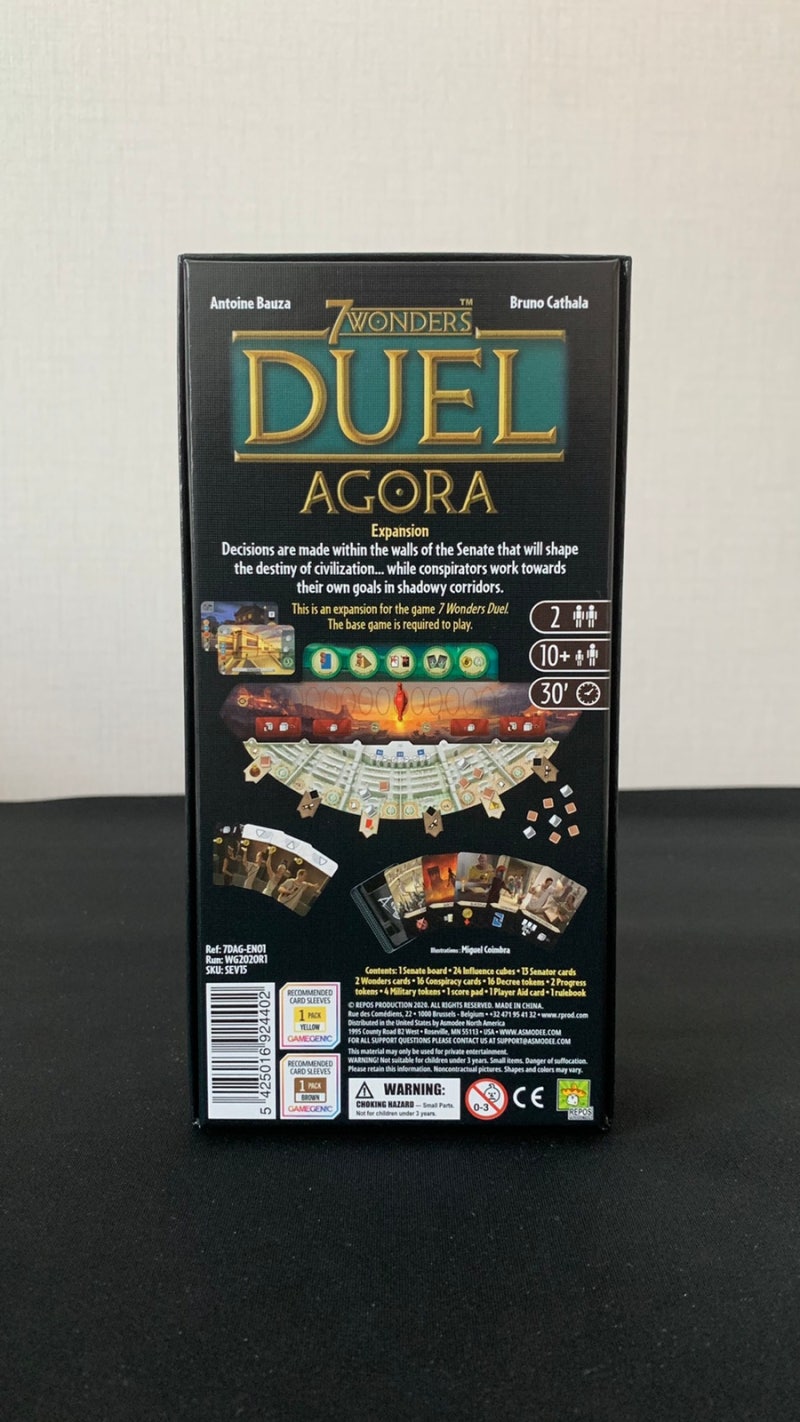 Antoine Bauza
Bruno Cathala
7 WONDERS™
DUEL
AGORA
Expansion
Decisions are made within the walls of the Senate that will shape
the destiny of civilization... while conspirators work towards
their own goals in shadowy corridors.
This is an expansion for the game 7 Wonders Duel.
The base game is required to play.
2
10+
30'
Illustrations: Miguel Coimbra
Ref: 7DAG-EN01
Run: WG2020R1
SKU: SEV15
Contents: 1 Senate board • 24 Influence cubes • 13 Senator cards
2 Wonders cards • 16 Conspiracy cards • 16 Decree tokens • 2 Progress
tokens • 4 Military tokens • 1 score pad • 1 Player Aid card • 1 rulebook
5 425016 924402
RECOMMENDED
CARD SLEEVES
1 PACK
YELLOW
GAMEGENIC
RECOMMENDED
CARD SLEEVES
1 PACK
BROWN
GAMEGENIC
© REPOS PRODUCTION 2020. ALL RIGHTS RESERVED. MADE IN CHINA.
Rue des Comédiens, 22 • 1000 Brussels - Belgium • +32 471 95 41 32 • www.rprod.com
Distributed in the United States by Asmodee North America
1995 County Road B2 West • Roseville, MN 55113 • USA • WWW.ASMODEE.COM
FOR ALL SUPPORT QUESTIONS PLEASE CONTACT US AT SUPPORT@ASMODEE.COM
This material may only be used for private entertainment.
WARNING! Not suitable for children under 3 years. Small items. Danger of suffocation.
Please retain this information. Noncontractual pictures. Shapes and colors may vary.
WARNING:
CHOKING HAZARD — Small Parts.
Not for children under 3 years.
0-3
CE
REPOS